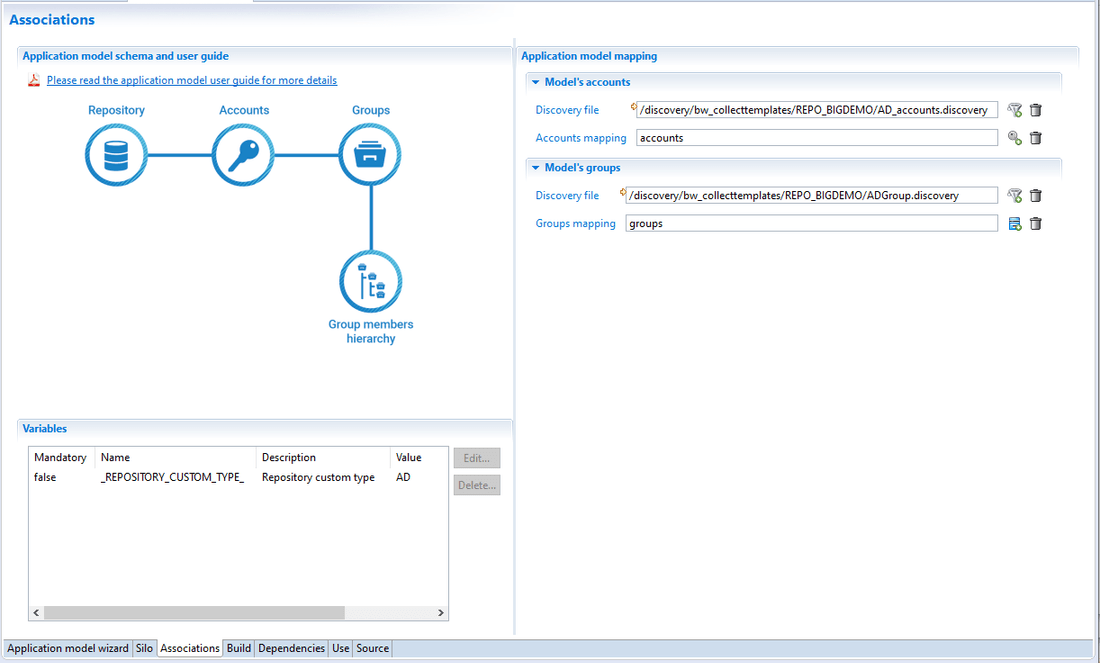 Associations
Application model schema and user guide
Please read the application model user guide for more details
Repository
Accounts
Groups
Group members
hierarchy
Variables
Mandatory Name Description Value
false _REPOSITORY_CUSTOM_TYPE_ Repository custom type AD
Edit...
Delete...
Application model mapping
Model's accounts
Discovery file /discovery/bw_collecttemplates/REPO_BIGDEMO/AD_accounts.discovery
Accounts mapping accounts
Model's groups
Discovery file /discovery/bw_collecttemplates/REPO_BIGDEMO/ADGroup.discovery
Groups mapping groups
Application model wizard Silo Associations Build Dependencies Use Source